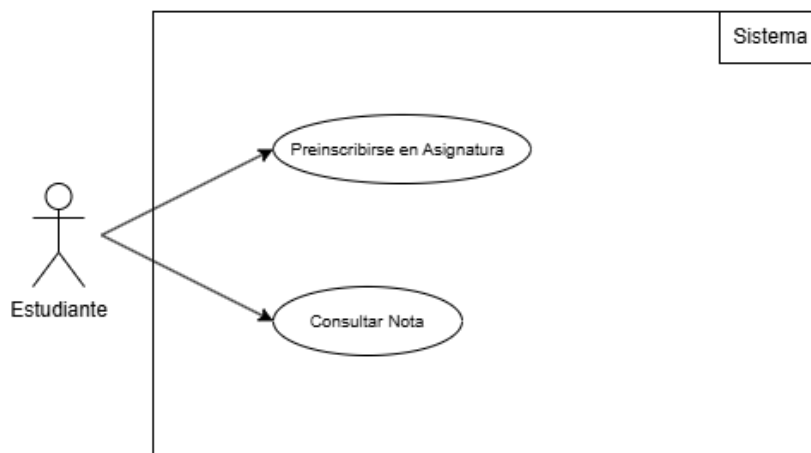 Sistema
Preinscribirse en Asignatura
Estudiante
Consultar Nota